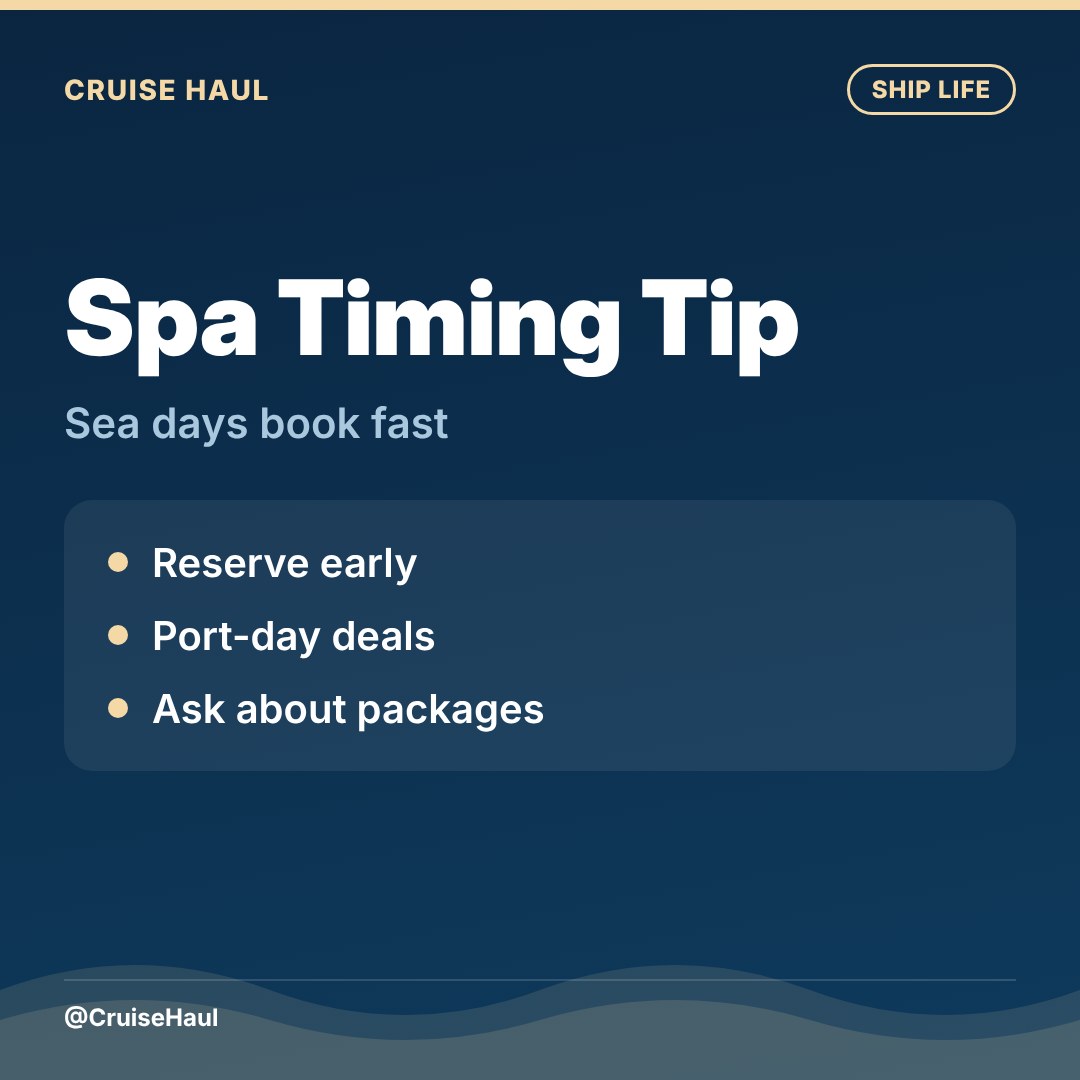 CRUISE HAUL
SHIP LIFE
Spa Timing Tip
Sea days book fast
Reserve early
Port-day deals
Ask about packages
@CruiseHaul